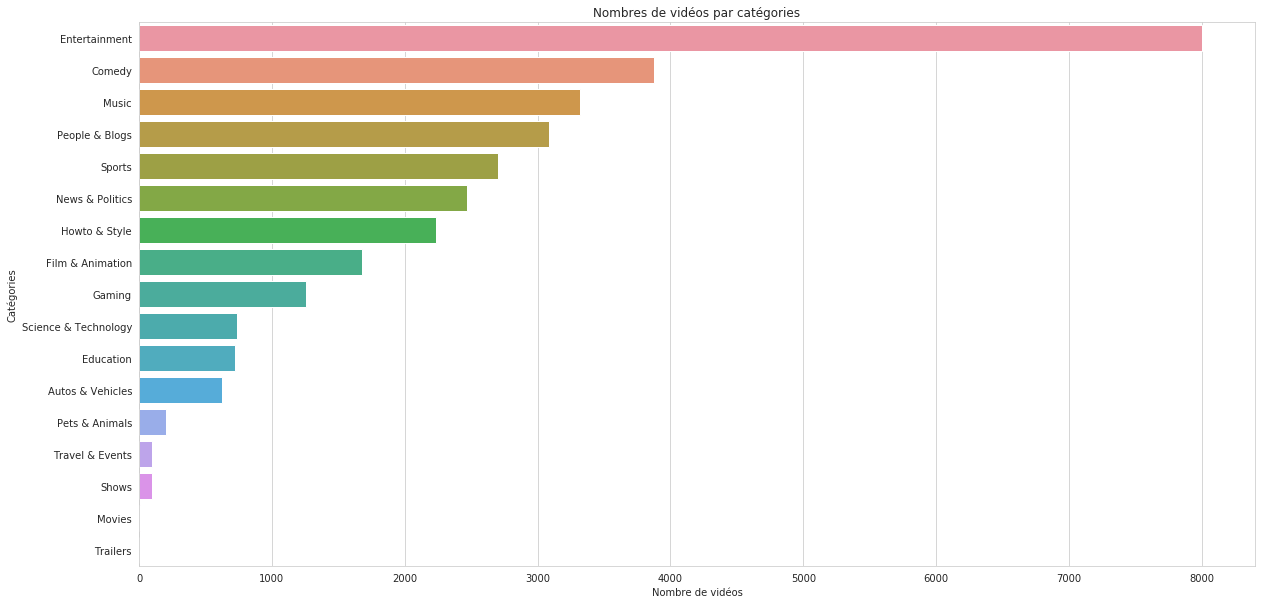 Nombres de vidéos par catégories
Catégories
Entertainment
Comedy
Music
People & Blogs
Sports
News & Politics
Howto & Style
Film & Animation
Gaming
Science & Technology
Education
Autos & Vehicles
Pets & Animals
Travel & Events
Shows
Movies
Trailers
0 1000 2000 3000 4000 5000 6000 7000 8000
Nombre de vidéos